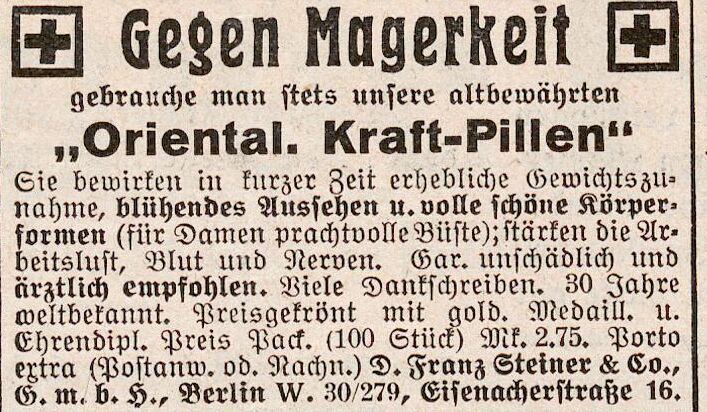 Gegen Magerkeit
gebrauche man stets unsere altbewährten
„Oriental. Kraft-Pillen“
Sie bewirken in kurzer Zeit erhebliche Gewichtszu-
nahme, blühendes Aussehen u. volle schöne Körper-
formen (für Damen prachtvolle Büste); stärken die Ar-
beitslust, Blut und Nerven. Gar. unschädlich und
ärztlich empfohlen. Viele Dankschreiben. 30 Jahre
weltbekannt. Preisgekrönt mit gold. Medaill. u.
Ehrendipl. Preis Pack. (100 Stück) Mk. 2.75. Porto
extra (Postanw. od. Nachn.) D. Franz Steiner & Co.,
G. m. b. H., Berlin W. 30/279, Eisenacherstraße 16.